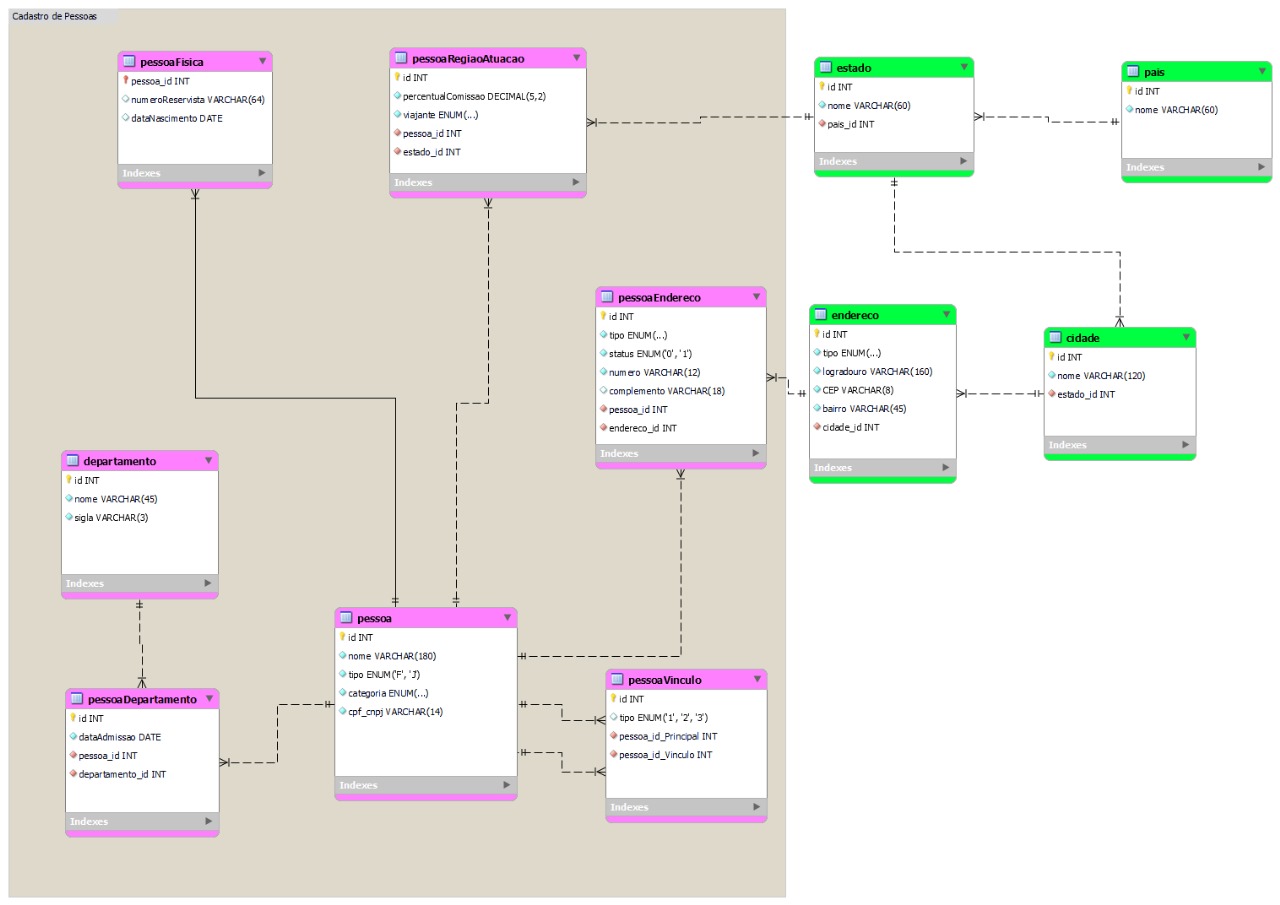 Cadastro de Pessoas
pessoaFisica
pessoa_id INT
numeroReservista VARCHAR(64)
dataNascimento DATE
Indexes
pessoaRegiaoAtuacao
id INT
percentualComissao DECIMAL(5,2)
viajante ENUM(...)
pessoa_id INT
estado_id INT
Indexes
estado
id INT
nome VARCHAR(60)
pais_id INT
Indexes
pais
id INT
nome VARCHAR(60)
Indexes
pessoaEndereco
id INT
tipo ENUM(...)
status ENUM('0', '1')
numero VARCHAR(12)
complemento VARCHAR(18)
pessoa_id INT
endereco_id INT
Indexes
endereco
id INT
tipo ENUM(...)
logradouro VARCHAR(160)
CEP VARCHAR(8)
bairro VARCHAR(45)
cidade_id INT
Indexes
cidade
id INT
nome VARCHAR(120)
estado_id INT
Indexes
departamento
id INT
nome VARCHAR(45)
sigla VARCHAR(3)
Indexes
pessoa
id INT
nome VARCHAR(180)
tipo ENUM('F', 'J')
categoria ENUM(...)
cpf_cnpj VARCHAR(14)
Indexes
pessoaVinculo
id INT
tipo ENUM('1', '2', '3')
pessoa_id_Principal INT
pessoa_id_Vinculo INT
Indexes
pessoaDepartamento
id INT
dataAdmissao DATE
pessoa_id INT
departamento_id INT
Indexes